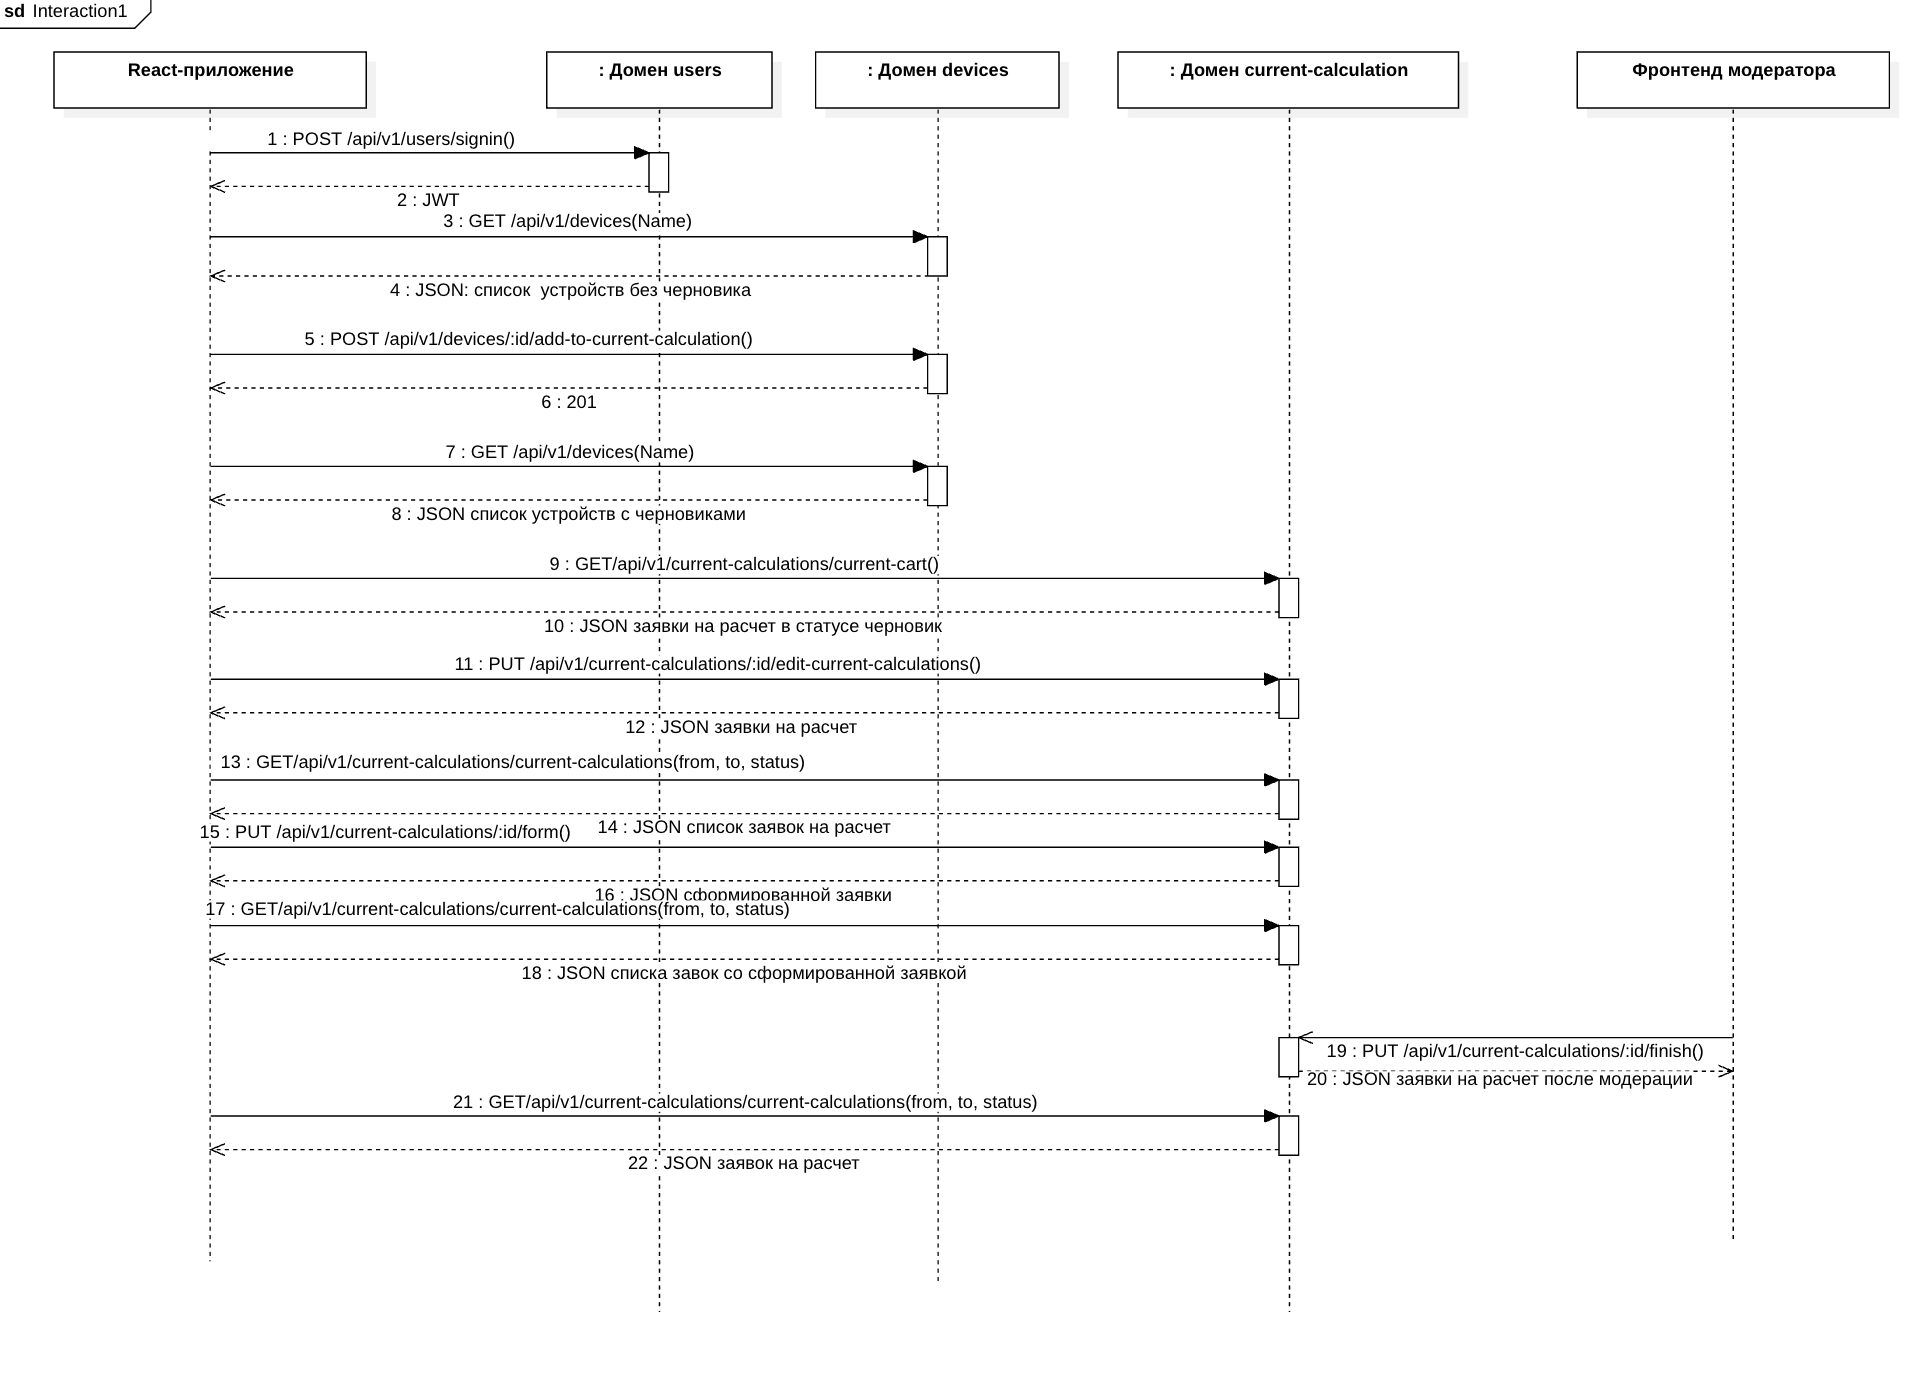 sd Interaction1
React-приложение
: Домен users
: Домен devices
: Домен current-calculation
Фронтенд модератора
1 : POST /api/v1/users/signin()
2 : JWT
3 : GET /api/v1/devices(Name)
4 : JSON: список  устройств без черновика
5 : POST /api/v1/devices/:id/add-to-current-calculation()
6 : 201
7 : GET /api/v1/devices(Name)
8 : JSON список устройств с черновиками
9 : GET/api/v1/current-calculations/current-cart()
10 : JSON заявки на расчет в статусе черновик
11 : PUT /api/v1/current-calculations/:id/edit-current-calculations()
12 : JSON заявки на расчет
13 : GET/api/v1/current-calculations/current-calculations(from, to, status)
14 : JSON список заявок на расчет
15 : PUT /api/v1/current-calculations/:id/form()
16 : JSON сформированной заявки
17 : GET/api/v1/current-calculations/current-calculations(from, to, status)
18 : JSON списка завок со сформированной заявкой
19 : PUT /api/v1/current-calculations/:id/finish()
20 : JSON заявки на расчет после модерации
21 : GET/api/v1/current-calculations/current-calculations(from, to, status)
22 : JSON заявок на расчет